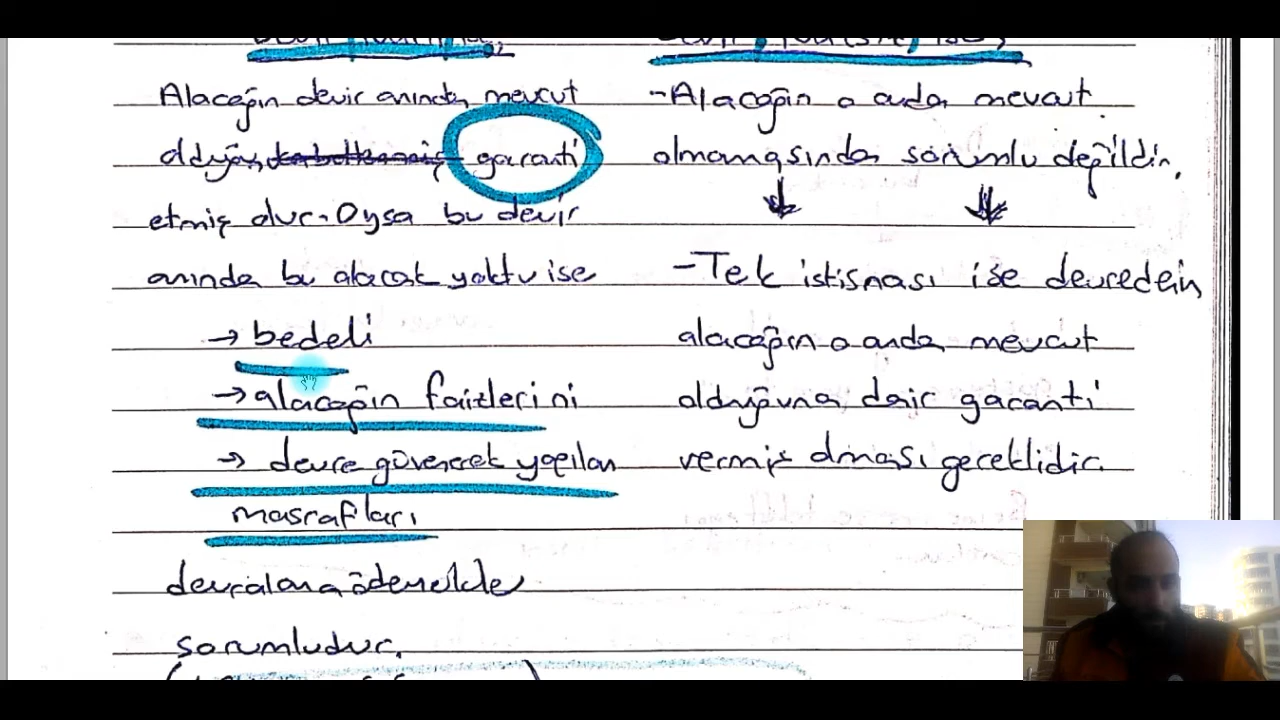 Alacağın devir anında mevcut
olduğunu garanti
etmiş olur. Oysa bu devir
anında bu alacak yoktu ise
→ bedeli
→ alacağın faizlerini
→ devre güvenerek yapılan
masrafları
devralana ödemekle
sorumludur.
-Alacağın o anda mevcut
olmamasından sorumlu değildir.
-Tek istisnası ise devredenin
alacağın o anda mevcut
olduğuna dair garanti
vermiş olması gereklidir.